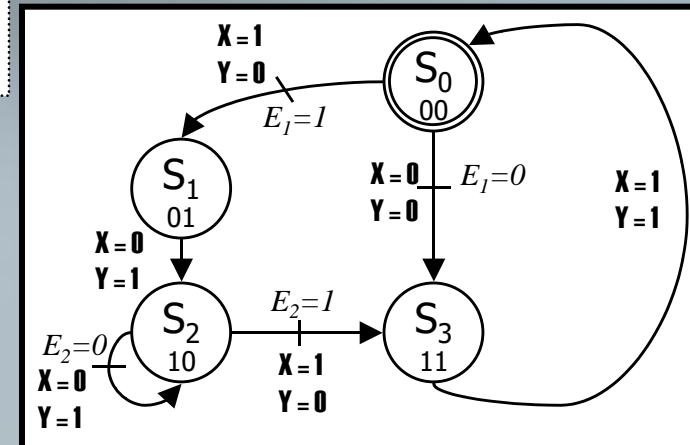 X = 1
Y = 0
E1=1
S0
00
S1
01
X = 0
Y = 0
E1=0
X = 1
Y = 1
X = 0
Y = 1
S2
10
E2=0
X = 0
Y = 1
E2=1
X = 1
Y = 0
S3
11